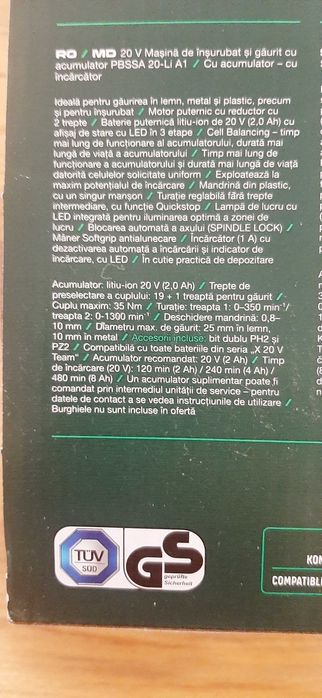 RO / MD 20 V Mașină de înșurubat și găurit cu
acumulator PBSSA 20-Li A1 / Cu acumulator – cu
încărcător
Ideală pentru găurirea în lemn, metal și plastic, precum
și pentru înșurubat / Motor puternic cu reductor cu
2 trepte / Baterie puternică litiu-ion de 20 V (2,0 Ah) cu
afișaj de stare cu LED în 3 etape / Cell Balancing – timp
mai lung de funcționare al acumulatorului, durată mai
lungă de viață a acumulatorului / Timp mai lung de
funcționare a acumulatorului și durată mai lungă de viață
datorită celulelor solicitate uniform / Exploatează la
maxim potențialul de încărcare / Mandrină din plastic,
cu un singur manșon / Turație reglabilă fără trepte
intermediare, cu funcție Quickstop / Lampă de lucru cu
LED integrată pentru iluminarea optimă a zonei de
lucru / Blocarea automată a axului (SPINDLE LOCK) /
Mâner Softgrip antialunecare / Încărcător (1 A) cu
dezactivarea automată a încărcării și indicator de
încărcare, cu LED / În cutie practică de depozitare
Acumulator: litiu-ion 20 V (2,0 Ah) / Trepte de
preselectare a cuplului: 19 + 1 treaptă pentru găurit /
Cuplu maxim: 35 Nm / Turație: treapta 1: 0–350 min⁻¹/
treapta 2: 0-1300 min⁻¹ / Deschidere mandrină: 0,8–
10 mm / Diametru max. de găurit: 25 mm în lemn,
10 mm în metal / Accesorii incluse: bit dublu PH2 și
PZ2 / Compatibilă cu toate bateriile din seria „X 20 V
Team” / Acumulator recomandat: 20 V (2 Ah) / Timp
de încărcare (20 V): 120 min (2 Ah) / 240 min (4 Ah) /
480 min (8 Ah) / Un acumulator suplimentar poate fi
comandat prin intermediul unității de service – pentru
datele de contact a se vedea instrucțiunile de utilizare /
Burghiele nu sunt incluse în ofertă
TÜV
SÜD
GS
geprüfte
Sicherheit
KOM
COMPATIBLE